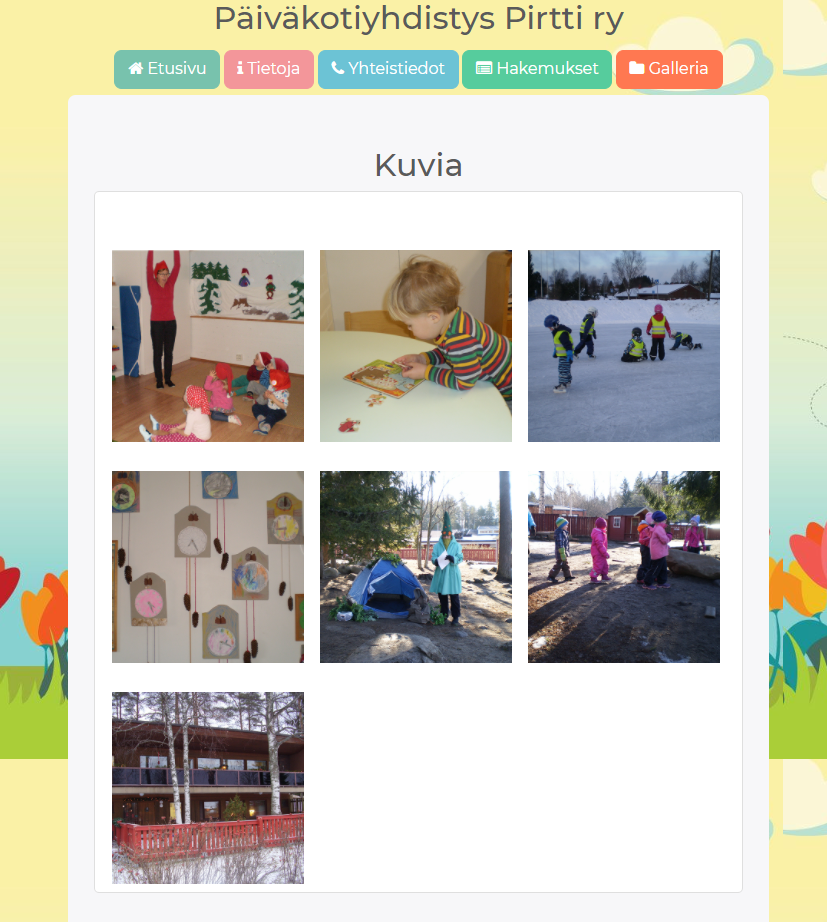 Päiväkotiyhdistys Pirtti ry
Etusivu Tietoja Yhteistiedot Hakemukset Galleria
Kuvia